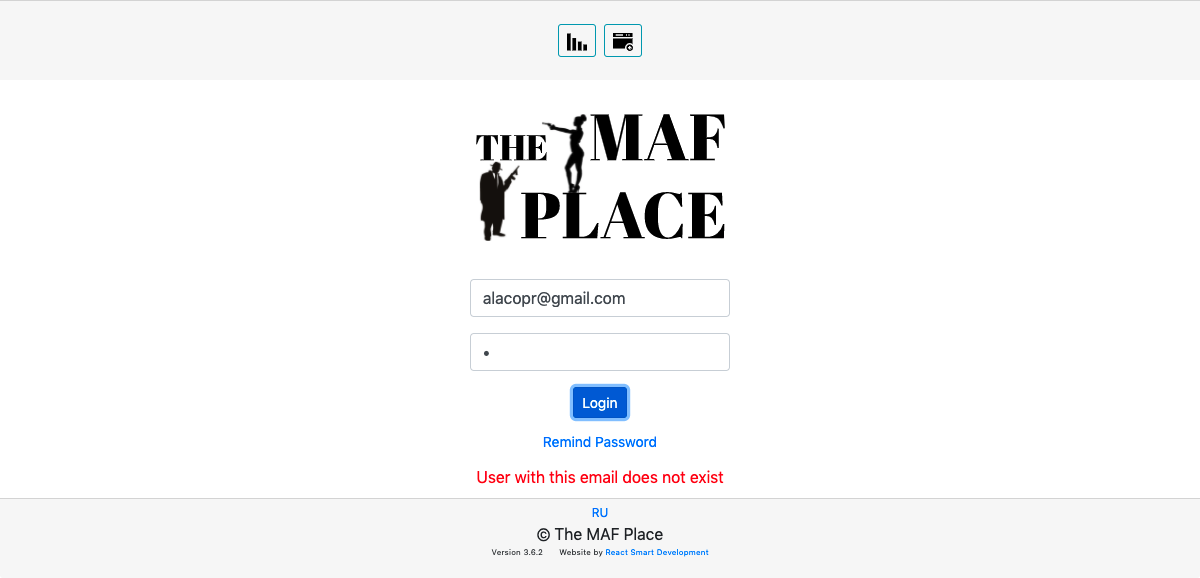 THE MAF
PLACE
alacopr@gmail.com
•
Login
Remind Password
User with this email does not exist
RU
© The MAF Place
Version 3.6.2 Website by React Smart Development